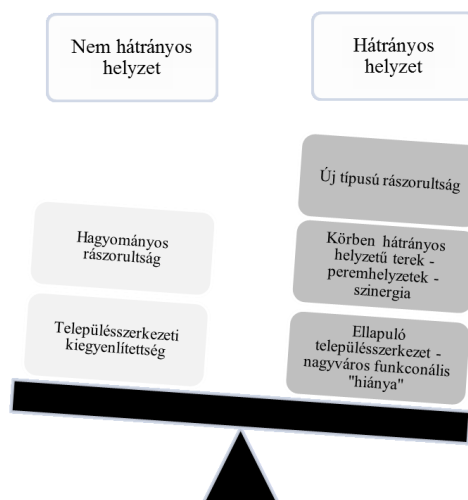 Nem hátrányos
helyzet
Hátrányos
helyzet
Új típusú rászorultság
Hagyományos
rászorultság
Körben hátrányos
helyzetű terek -
peremhelyzetek -
szinergia
Településszerkezeti
kiegyenlítettség
Ellapuló
településszerkezet -
nagyváros funkconális
"hiánya"